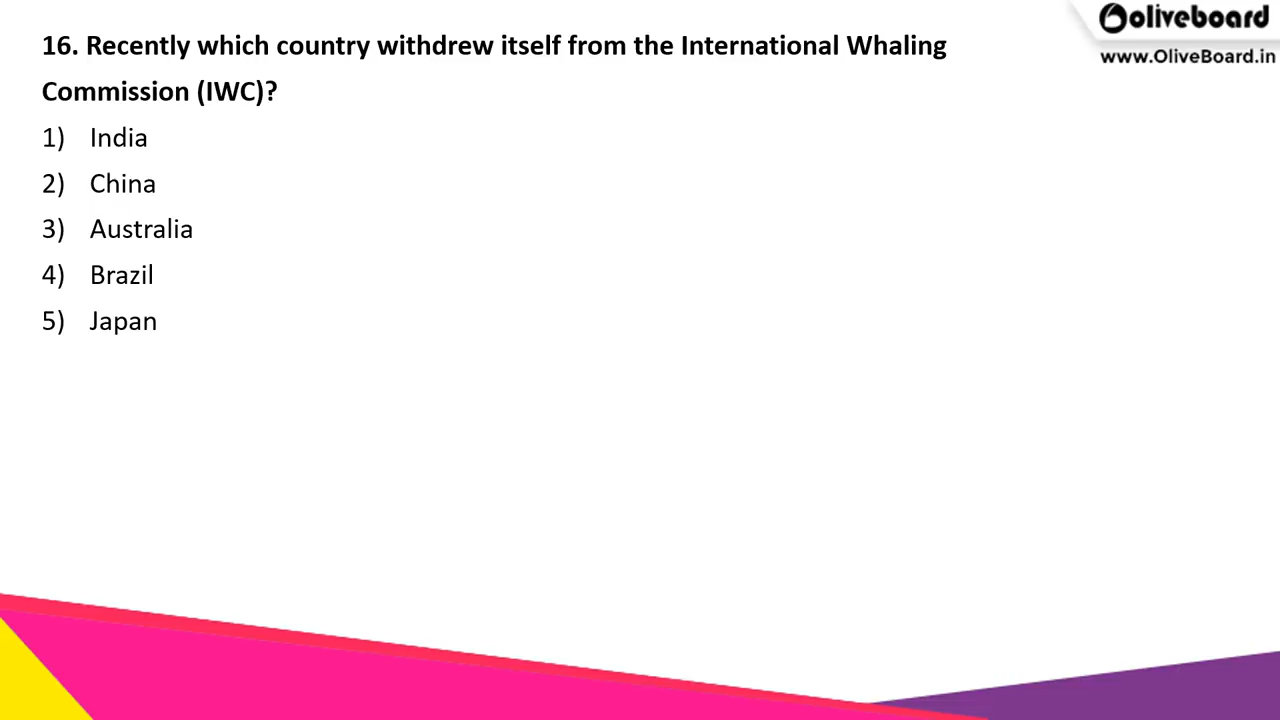 oliveboard
www.OliveBoard.in
16. Recently which country withdrew itself from the International Whaling
Commission (IWC)?
1) India
2) China
3) Australia
4) Brazil
5) Japan